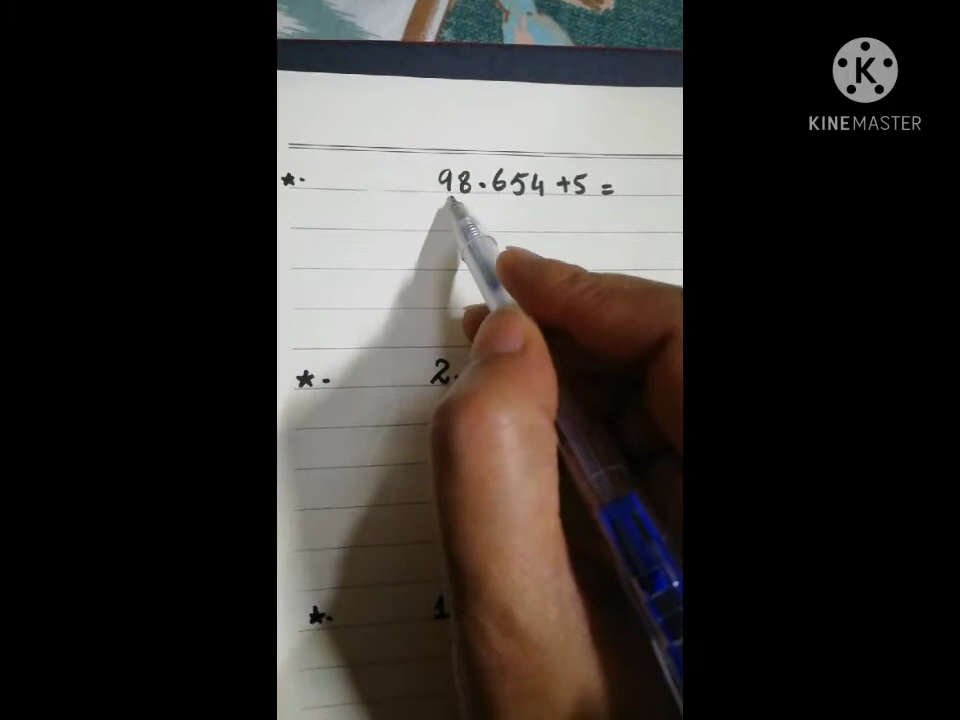 K
KINEMASTER
★. 98.654 +5 =
★. 2.
★. 1